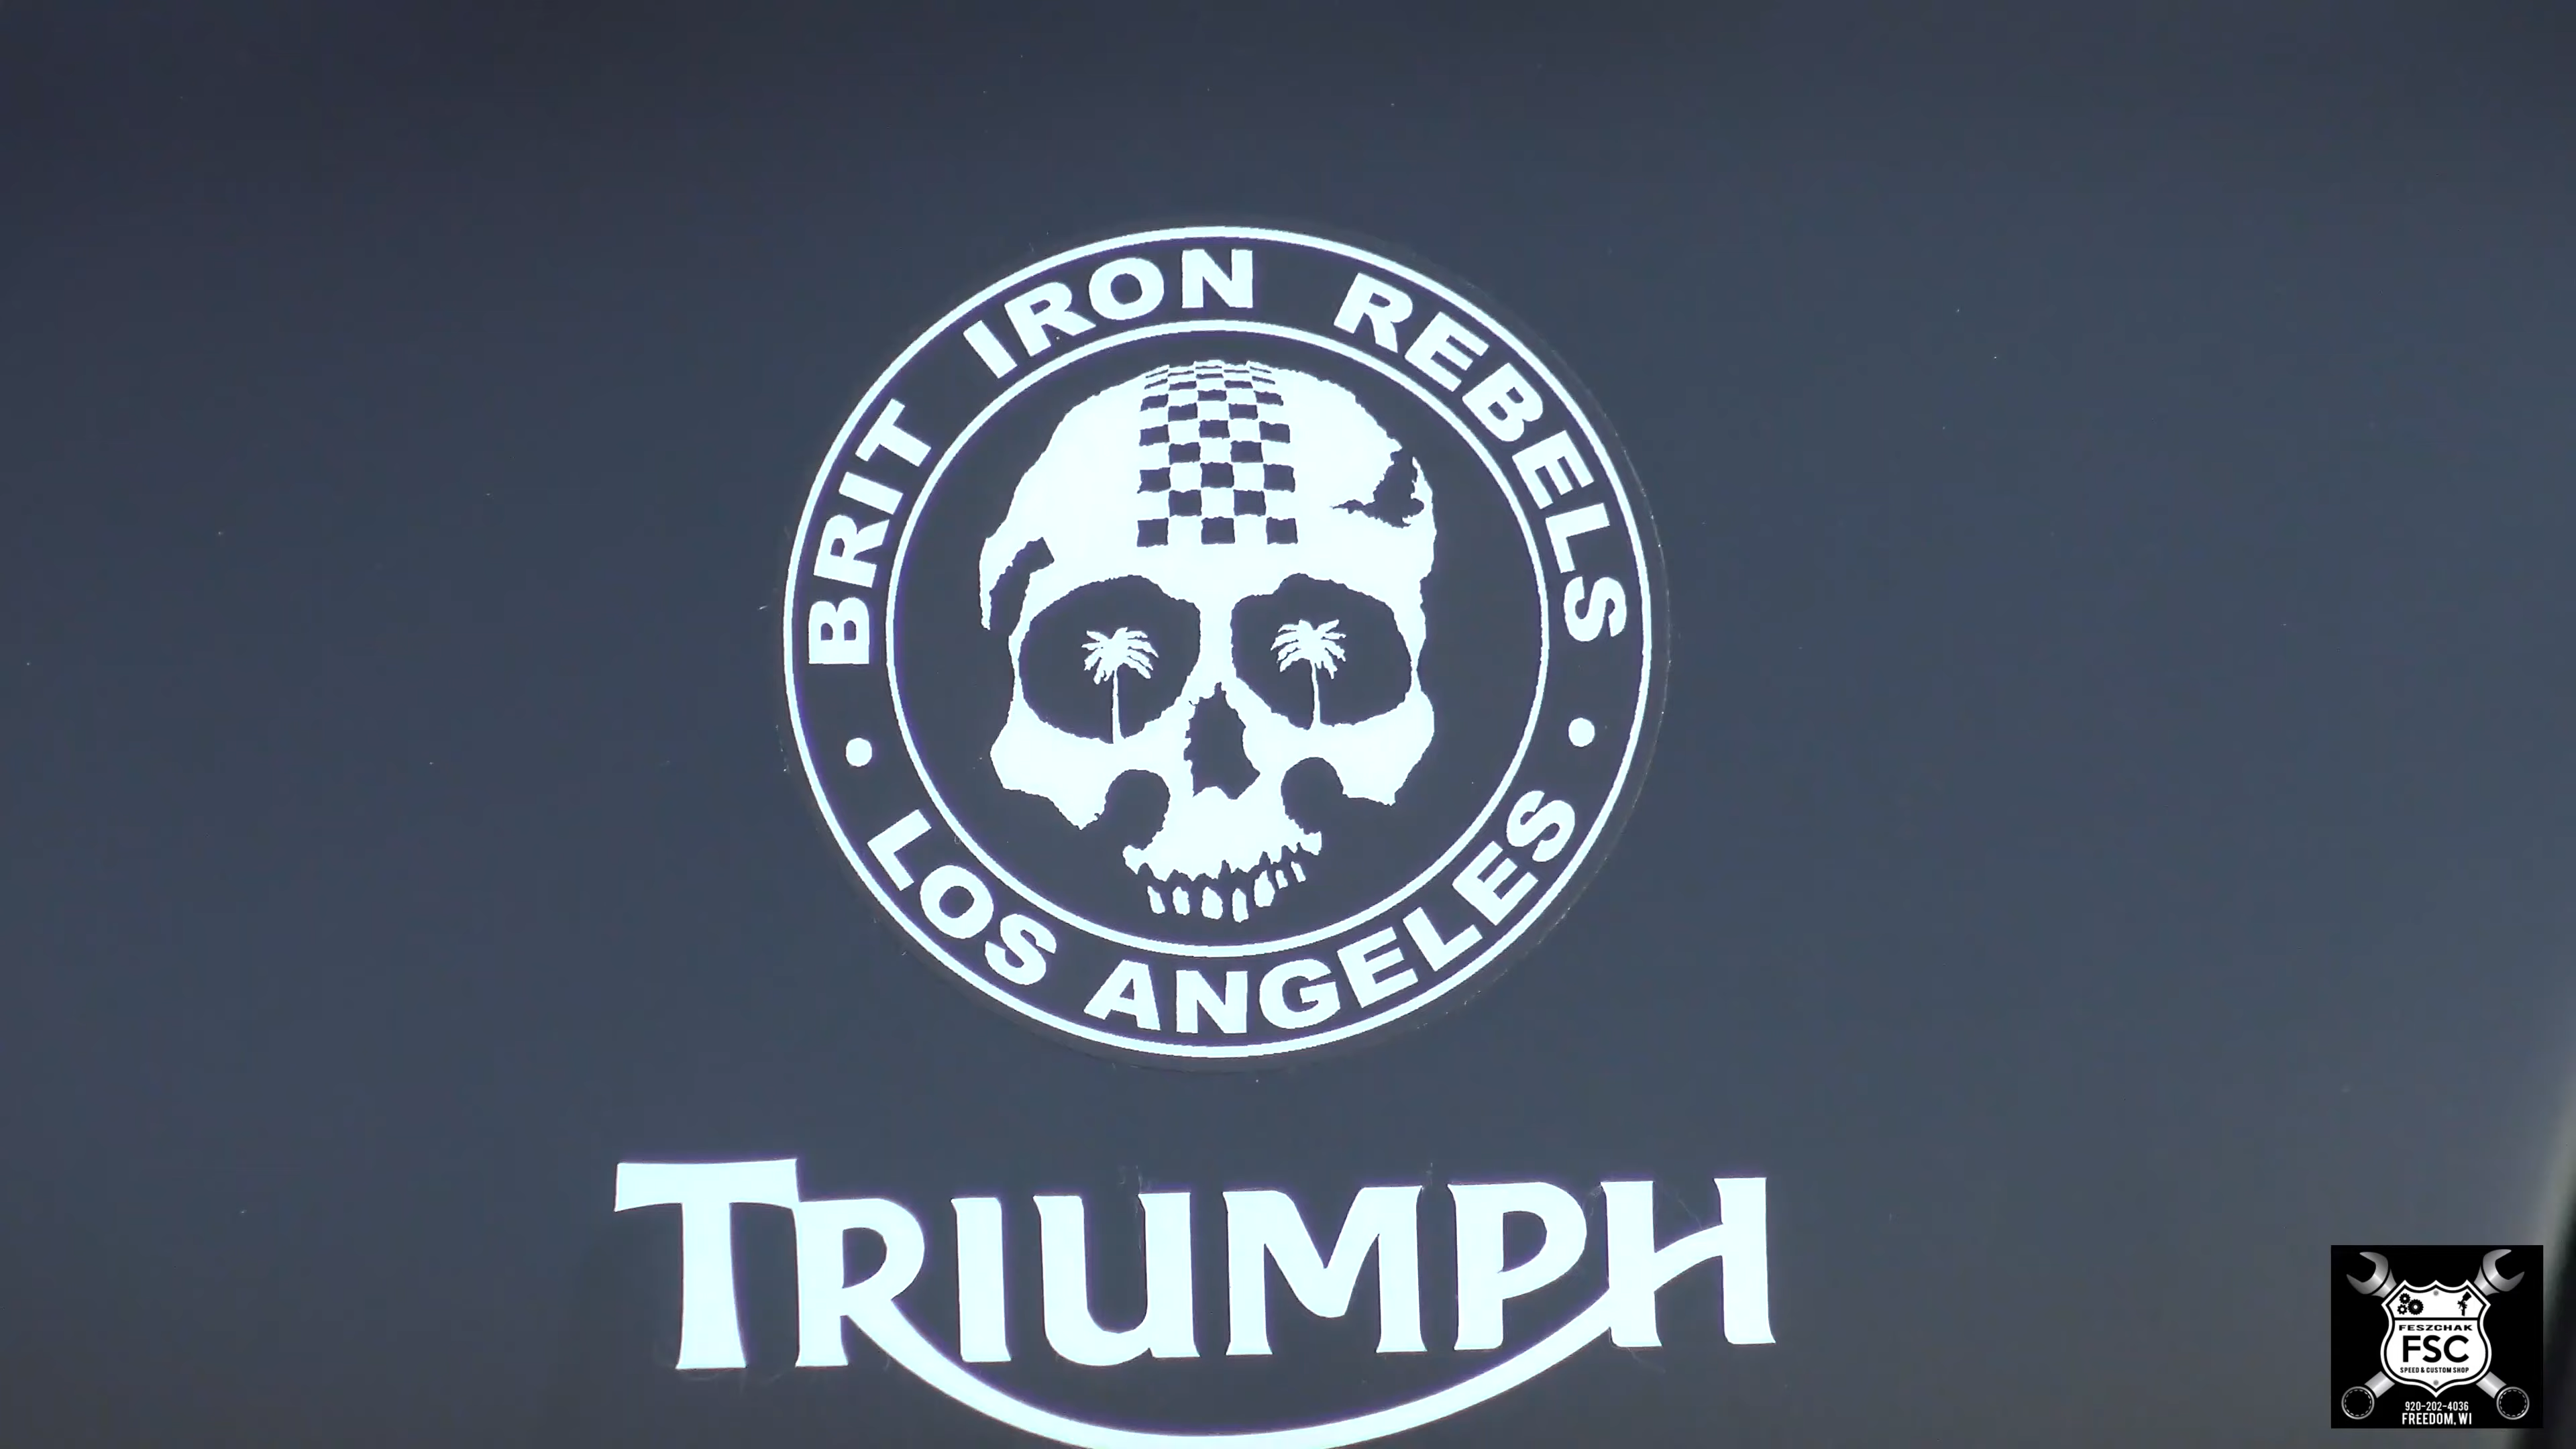 BRIT IRON REBELS
• LOS ANGELES •
TRIUMPH
FESZCHAK
FSC
SPEED & CUSTOM SHOP
920-202-4036
FREEDOM, WI